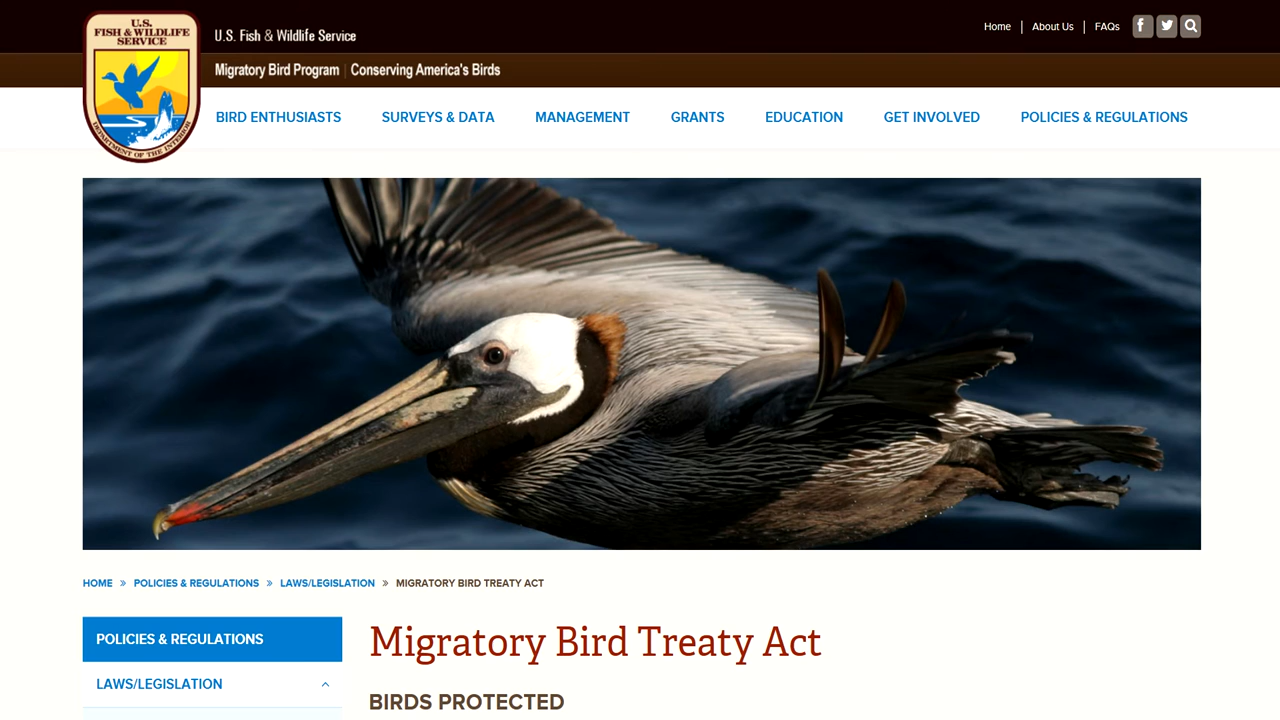 U.S.
FISH & WILDLIFE
SERVICE
DEPARTMENT OF THE INTERIOR
U.S. Fish & Wildlife Service
Home | About Us | FAQs
Migratory Bird Program | Conserving America's Birds
BIRD ENTHUSIASTS SURVEYS & DATA MANAGEMENT GRANTS EDUCATION GET INVOLVED POLICIES & REGULATIONS
HOME » POLICIES & REGULATIONS » LAWS/LEGISLATION » MIGRATORY BIRD TREATY ACT
POLICIES & REGULATIONS
LAWS/LEGISLATION
Migratory Bird Treaty Act
BIRDS PROTECTED